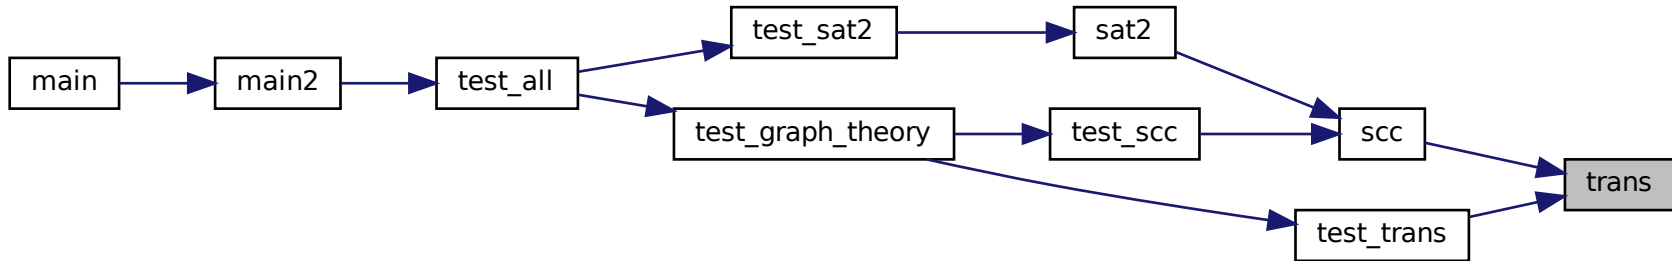 main
main2
test_all
test_sat2
sat2
test_graph_theory
test_scc
scc
trans
test_trans